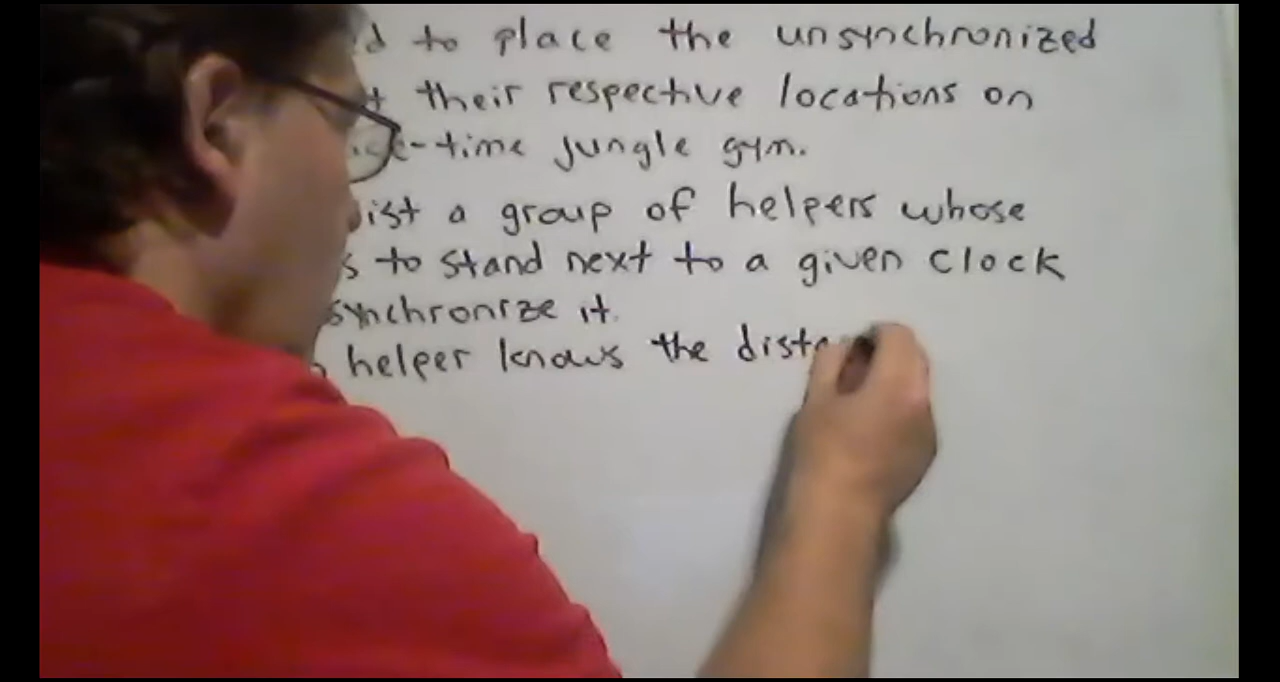 to place the unsynchronized
their respective locations on
-time jungle gym.
a group of helpers whose
to stand next to a given clock
synchronize it.
helper knows the